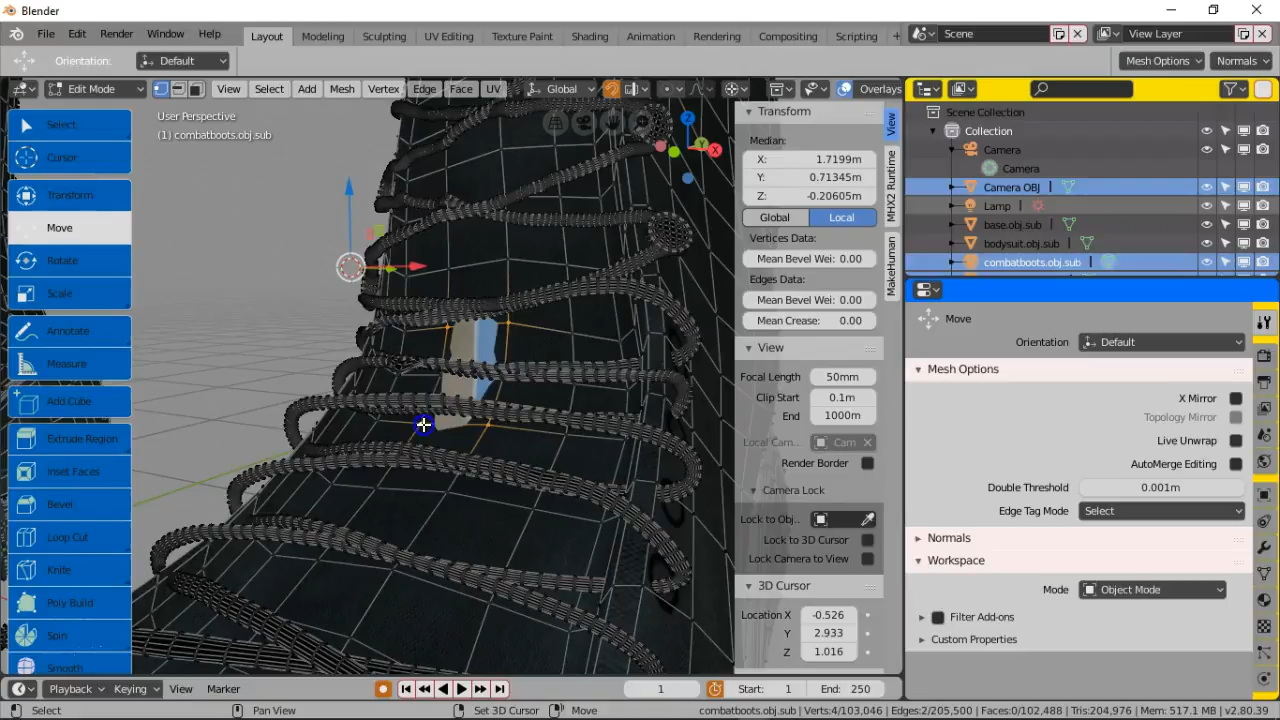 Blender
File Edit Render Window Help Layout Modeling Sculpting UV Editing Texture Paint Shading Animation Rendering Compositing Scripting + Scene View Layer
Orientation: Default Mesh Options Normals
Edit Mode View Select Add Mesh Vertex Edge Face UV Global Overlays
Select
Cursor
Transform
Move
Rotate
Scale
Annotate
Measure
Add Cube
Extrude Region
Inset Faces
Bevel
Loop Cut
Knife
Poly Build
Spin
Smooth
User Perspective
(1) combatboots.obj.sub
Z
Y
X
Transform
Median:
X: 1.7199m
Y: 0.71345m
Z: -0.20605m
Global Local
Vertices Data:
Mean Bevel Wei: 0.00
Edges Data:
Mean Bevel Wei: 0.00
Mean Crease: 0.00
View
Focal Length 50mm
Clip Start 0.1m
End 1000m
Local Cam... Cam
Render Border
Camera Lock
Lock to Obj..
Lock to 3D Cursor
Lock Camera to View
3D Cursor
Location X -0.526
Y 2.933
Z 1.016
View
MHX2 Runtime
MakeHuman
Scene Collection
Collection
Camera
Camera
Camera OBJ
Lamp
base.obj.sub
bodysuit.obj.sub
combatboots.obj.sub
Move
Orientation: Default
Mesh Options
X Mirror
Topology Mirror
Live Unwrap
AutoMerge Editing
Double Threshold 0.001m
Edge Tag Mode Select
Normals
Workspace
Mode Object Mode
Filter Add-ons
Custom Properties
Playback Keying View Marker 1 Start: 1 End: 250
Select Pan View Set 3D Cursor Move combatboots.obj.sub | Verts:4/103,046 | Edges:2/205,500 | Faces:0/102,488 | Tris:204,976 | Mem: 517.1 MB | v2.80.39